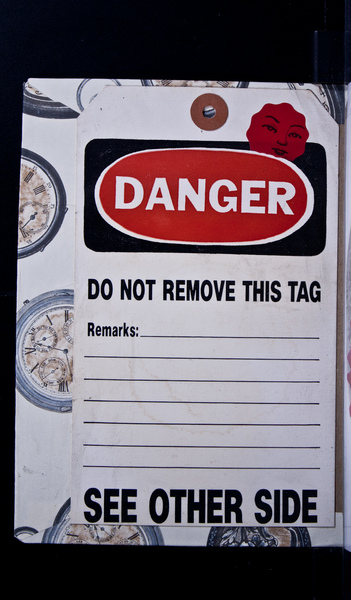 DANGER
DO NOT REMOVE THIS TAG
Remarks:
SEE OTHER SIDE